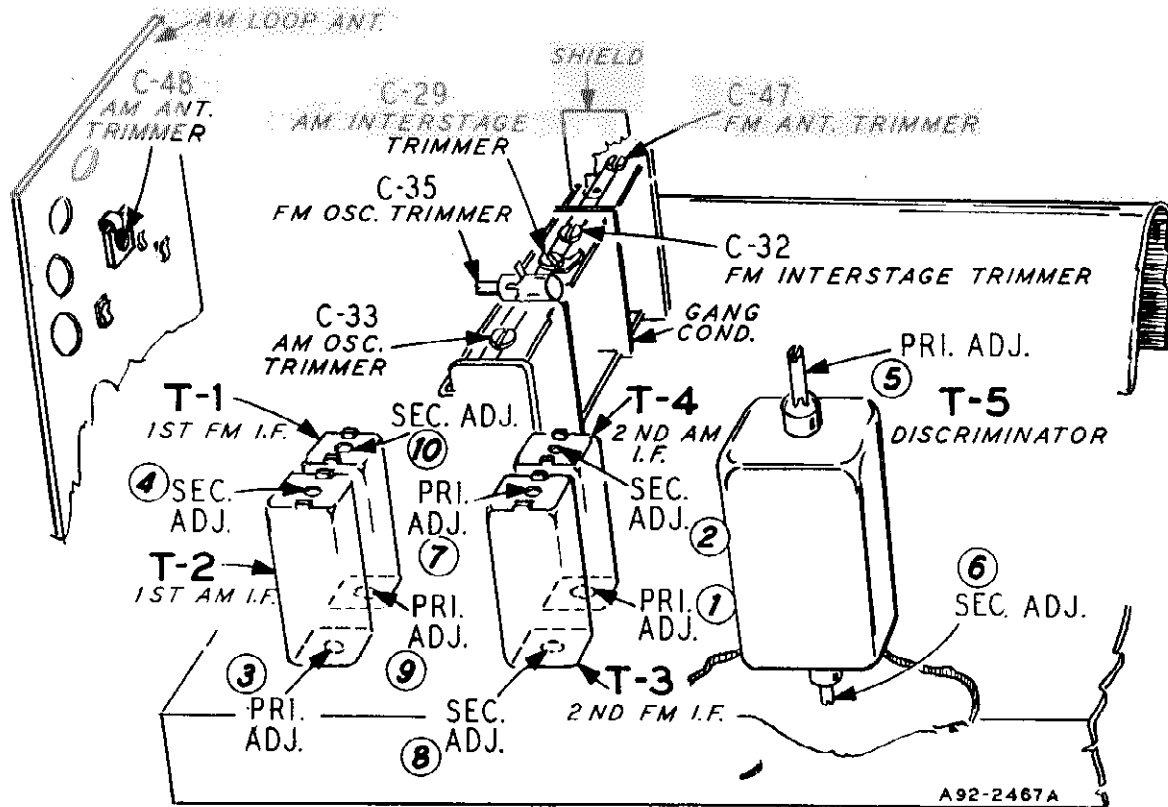 AM LOOP ANT.
SHIELD
C-48
AM ANT.
TRIMMER
C-29
AM INTERSTAGE
TRIMMER
C-47
FM ANT. TRIMMER
C-35
FM OSC. TRIMMER
C-32
FM INTERSTAGE TRIMMER
C-33
AM OSC.
TRIMMER
GANG
COND.
PRI. ADJ.
5
T-1
1ST FM I.F.
SEC. ADJ.
10
T-4
2ND AM
I.F.
T-5
DISCRIMINATOR
4
SEC.
ADJ.
PRI.
ADJ.
7
SEC.
ADJ.
2
T-2
1ST AM I.F.
6
SEC. ADJ.
PRI.
ADJ.
9
PRI.
ADJ.
1
3
PRI.
ADJ.
SEC.
ADJ.
8
T-3
2ND FM I.F.
A92-2467A